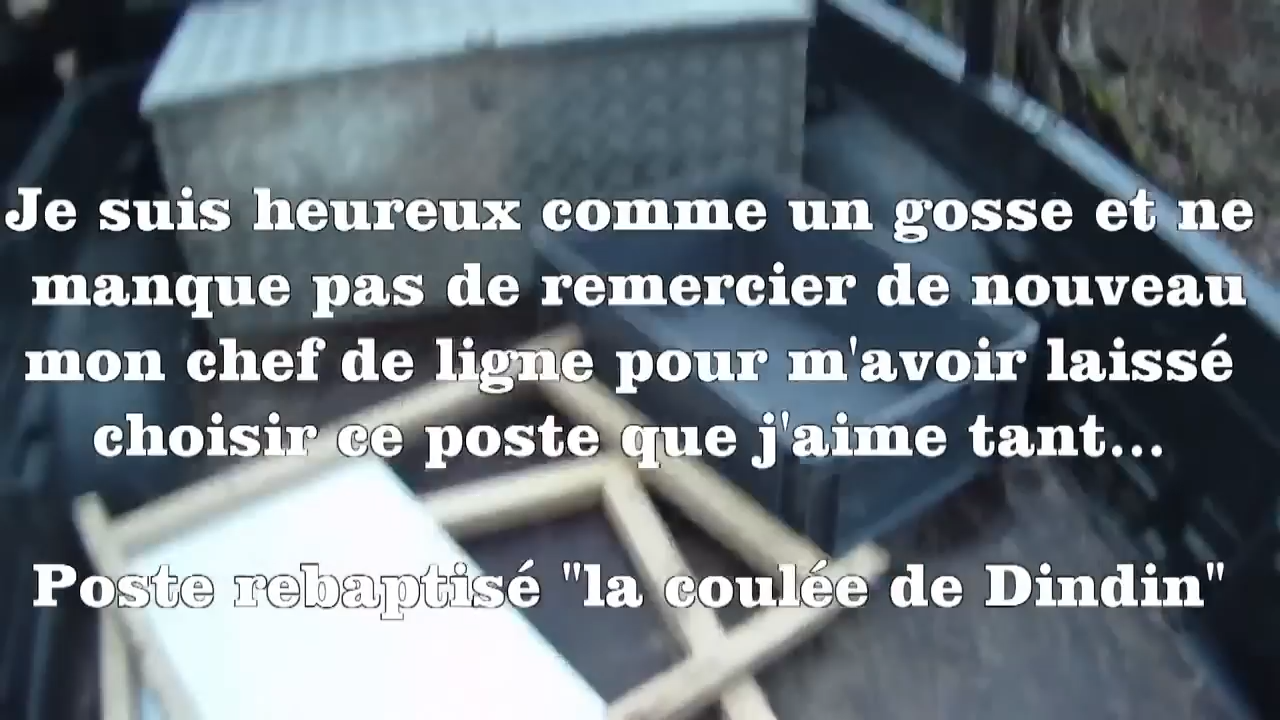 Je suis heureux comme un gosse et ne
manque pas de remercier de nouveau
mon chef de ligne pour m'avoir laissé
choisir ce poste que j'aime tant...
Poste rebaptisé "la coulée de Dindin"